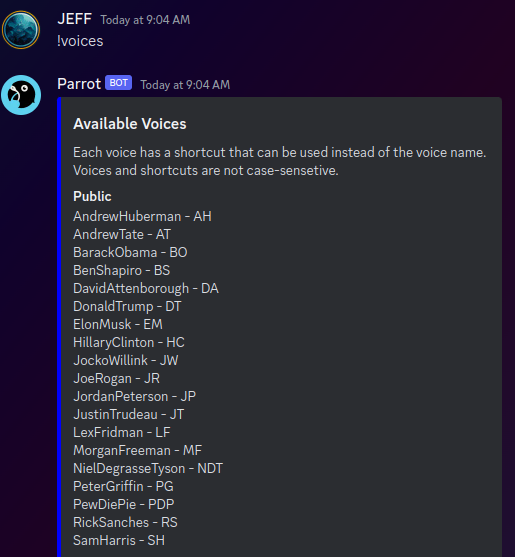 JEFF Today at 9:04 AM
!voices
Parrot BOT Today at 9:04 AM
Available Voices
Each voice has a shortcut that can be used instead of the voice name.
Voices and shortcuts are not case-sensetive.
Public
AndrewHuberman - AH
AndrewTate - AT
BarackObama - BO
BenShapiro - BS
DavidAttenborough - DA
DonaldTrump - DT
ElonMusk - EM
HillaryClinton - HC
JockoWillink - JW
JoeRogan - JR
JordanPeterson - JP
JustinTrudeau - JT
LexFridman - LF
MorganFreeman - MF
NielDegrasseTyson - NDT
PeterGriffin - PG
PewDiePie - PDP
RickSanches - RS
SamHarris - SH